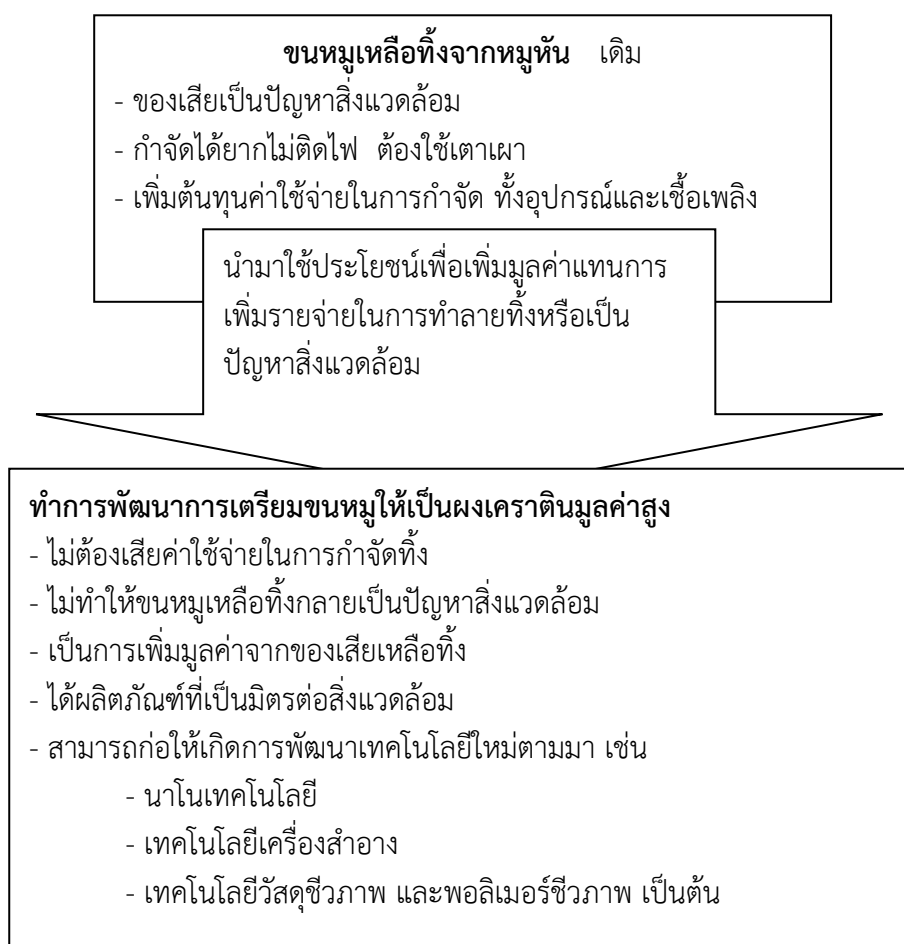 ขนหมูเหลือทิ้งจากหมูหัน เดิม
- ของเสียเป็นปัญหาสิ่งแวดล้อม
- กำจัดได้ยากไม่ติดไฟ ต้องใช้เตาเผา
- เพิ่มต้นทุนค่าใช้จ่ายในการกำจัด ทั้งอุปกรณ์และเชื้อเพลิง
นำมาใช้ประโยชน์เพื่อเพิ่มมูลค่าแทนการ
เพิ่มรายจ่ายในการทำลายทิ้งหรือเป็น
ปัญหาสิ่งแวดล้อม
ทำการพัฒนาการเตรียมขนหมูให้เป็นผงเคราตินมูลค่าสูง
- ไม่ต้องเสียค่าใช้จ่ายในการกำจัดทิ้ง
- ไม่ทำให้ขนหมูเหลือทิ้งกลายเป็นปัญหาสิ่งแวดล้อม
- เป็นการเพิ่มมูลค่าจากของเสียเหลือทิ้ง
- ได้ผลิตภัณฑ์ที่เป็นมิตรต่อสิ่งแวดล้อม
- สามารถก่อให้เกิดการพัฒนาเทคโนโลยีใหม่ตามมา เช่น
- นาโนเทคโนโลยี
- เทคโนโลยีเครื่องสำอาง
- เทคโนโลยีวัสดุชีวภาพ และพอลิเมอร์ชีวภาพ เป็นต้น